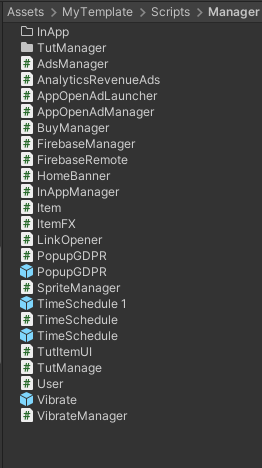 Assets > MyTemplate > Scripts > Manager
InApp
TutManager
AdsManager
AnalyticsRevenueAds
AppOpenAdLauncher
AppOpenAdManager
BuyManager
FirebaseManager
FirebaseRemote
HomeBanner
InAppManager
Item
ItemFX
LinkOpener
PopupGDPR
PopupGDPR
SpriteManager
TimeSchedule 1
TimeSchedule
TimeSchedule
TutItemUI
TutManage
User
Vibrate
VibrateManager